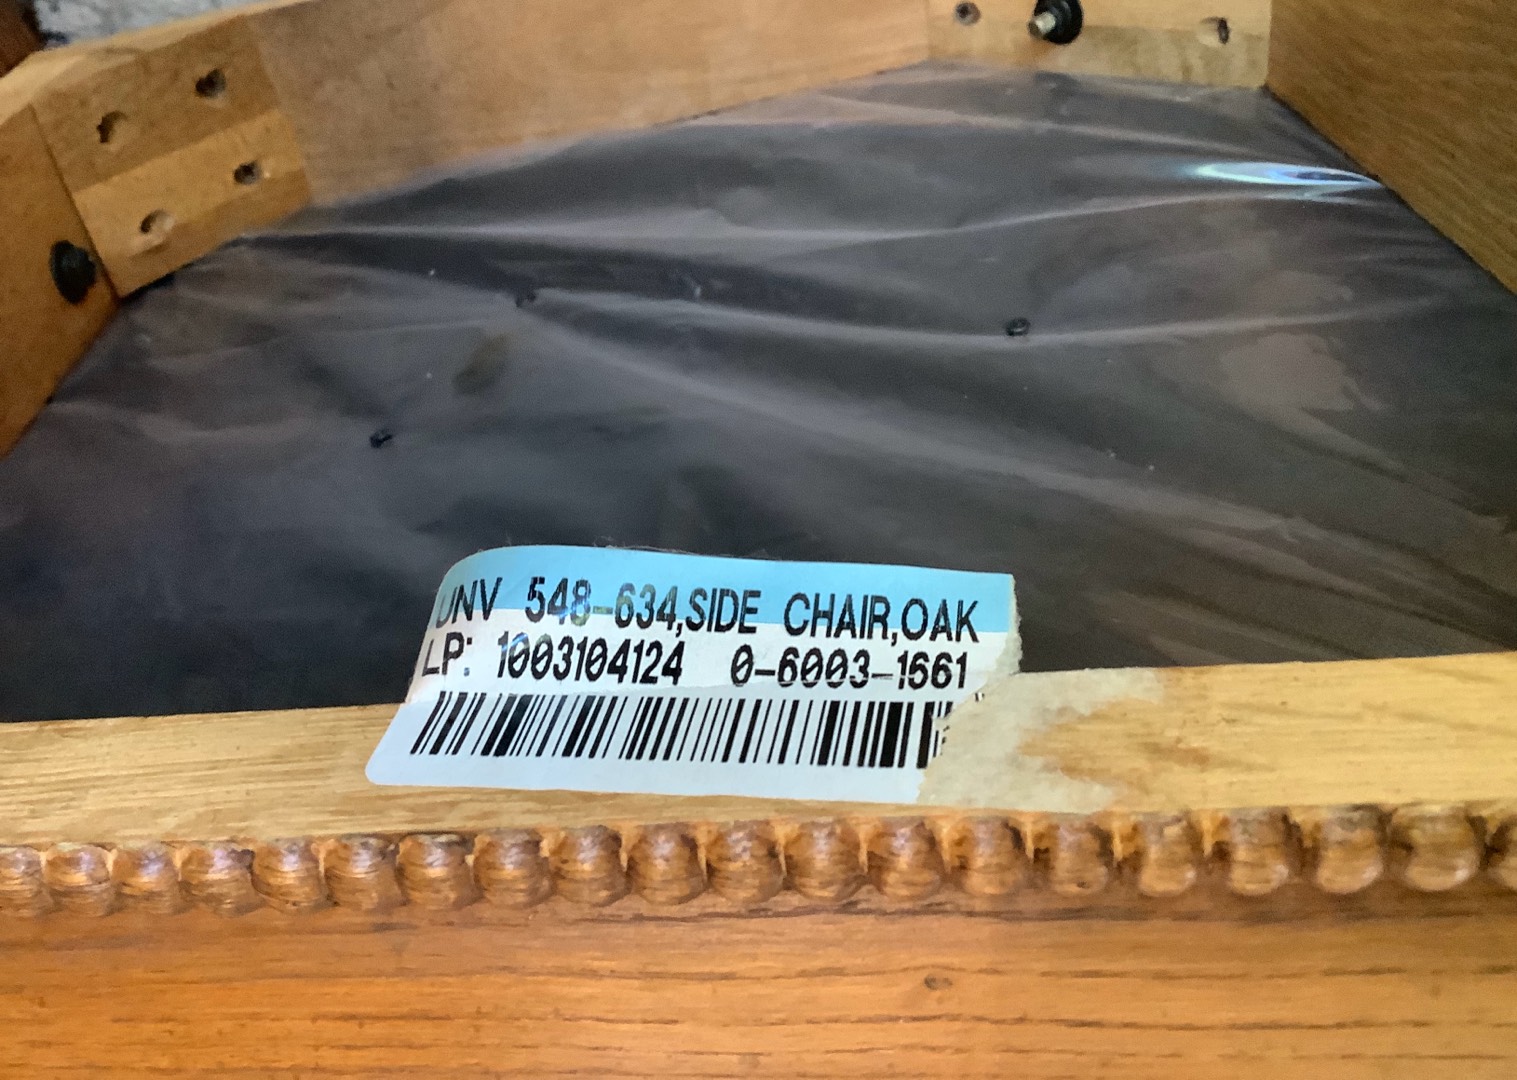 UNV 548-634,SIDE CHAIR,OAK
LP: 1003104124 0-6003-1661